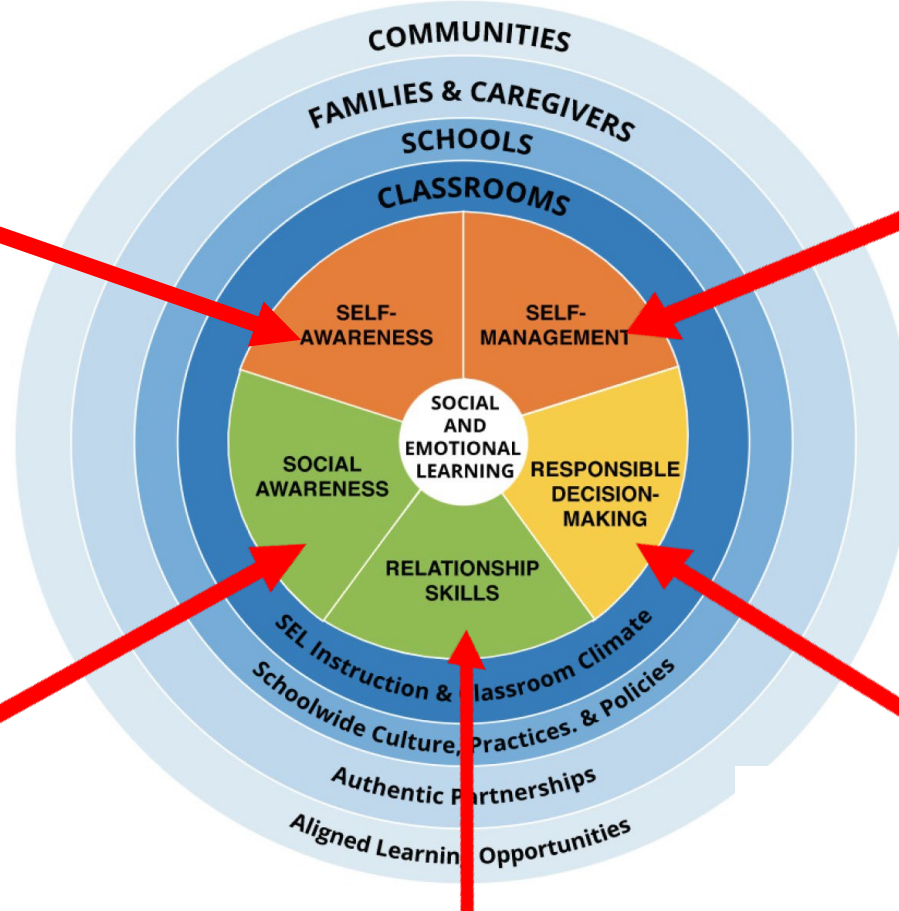 COMMUNITIES
FAMILIES & CAREGIVERS
SCHOOLS
CLASSROOMS
SELF-
AWARENESS
SELF-
MANAGEMENT
SOCIAL
AND
EMOTIONAL
LEARNING
SOCIAL
AWARENESS
RESPONSIBLE
DECISION-
MAKING
RELATIONSHIP
SKILLS
SEL Instruction & Classroom Climate
Schoolwide Culture, Practices. & Policies
Authentic Partnerships
Aligned Learning Opportunities